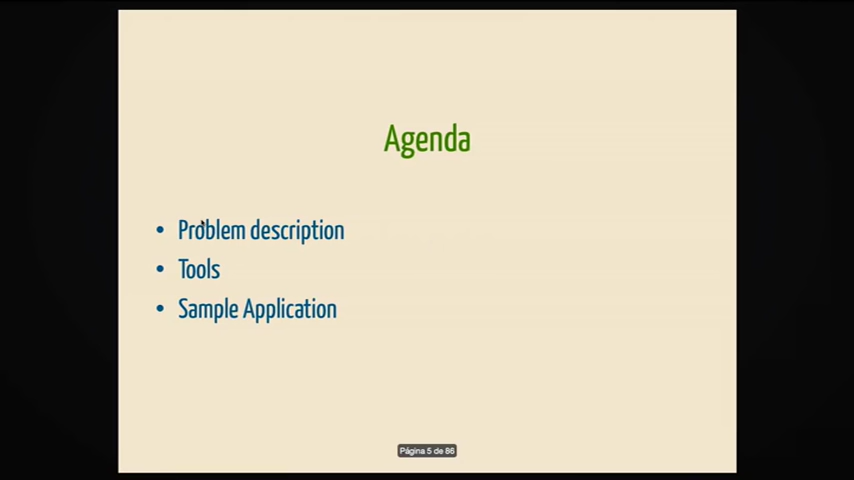 Agenda
• Problem description
• Tools
• Sample Application
Página 5 de 86